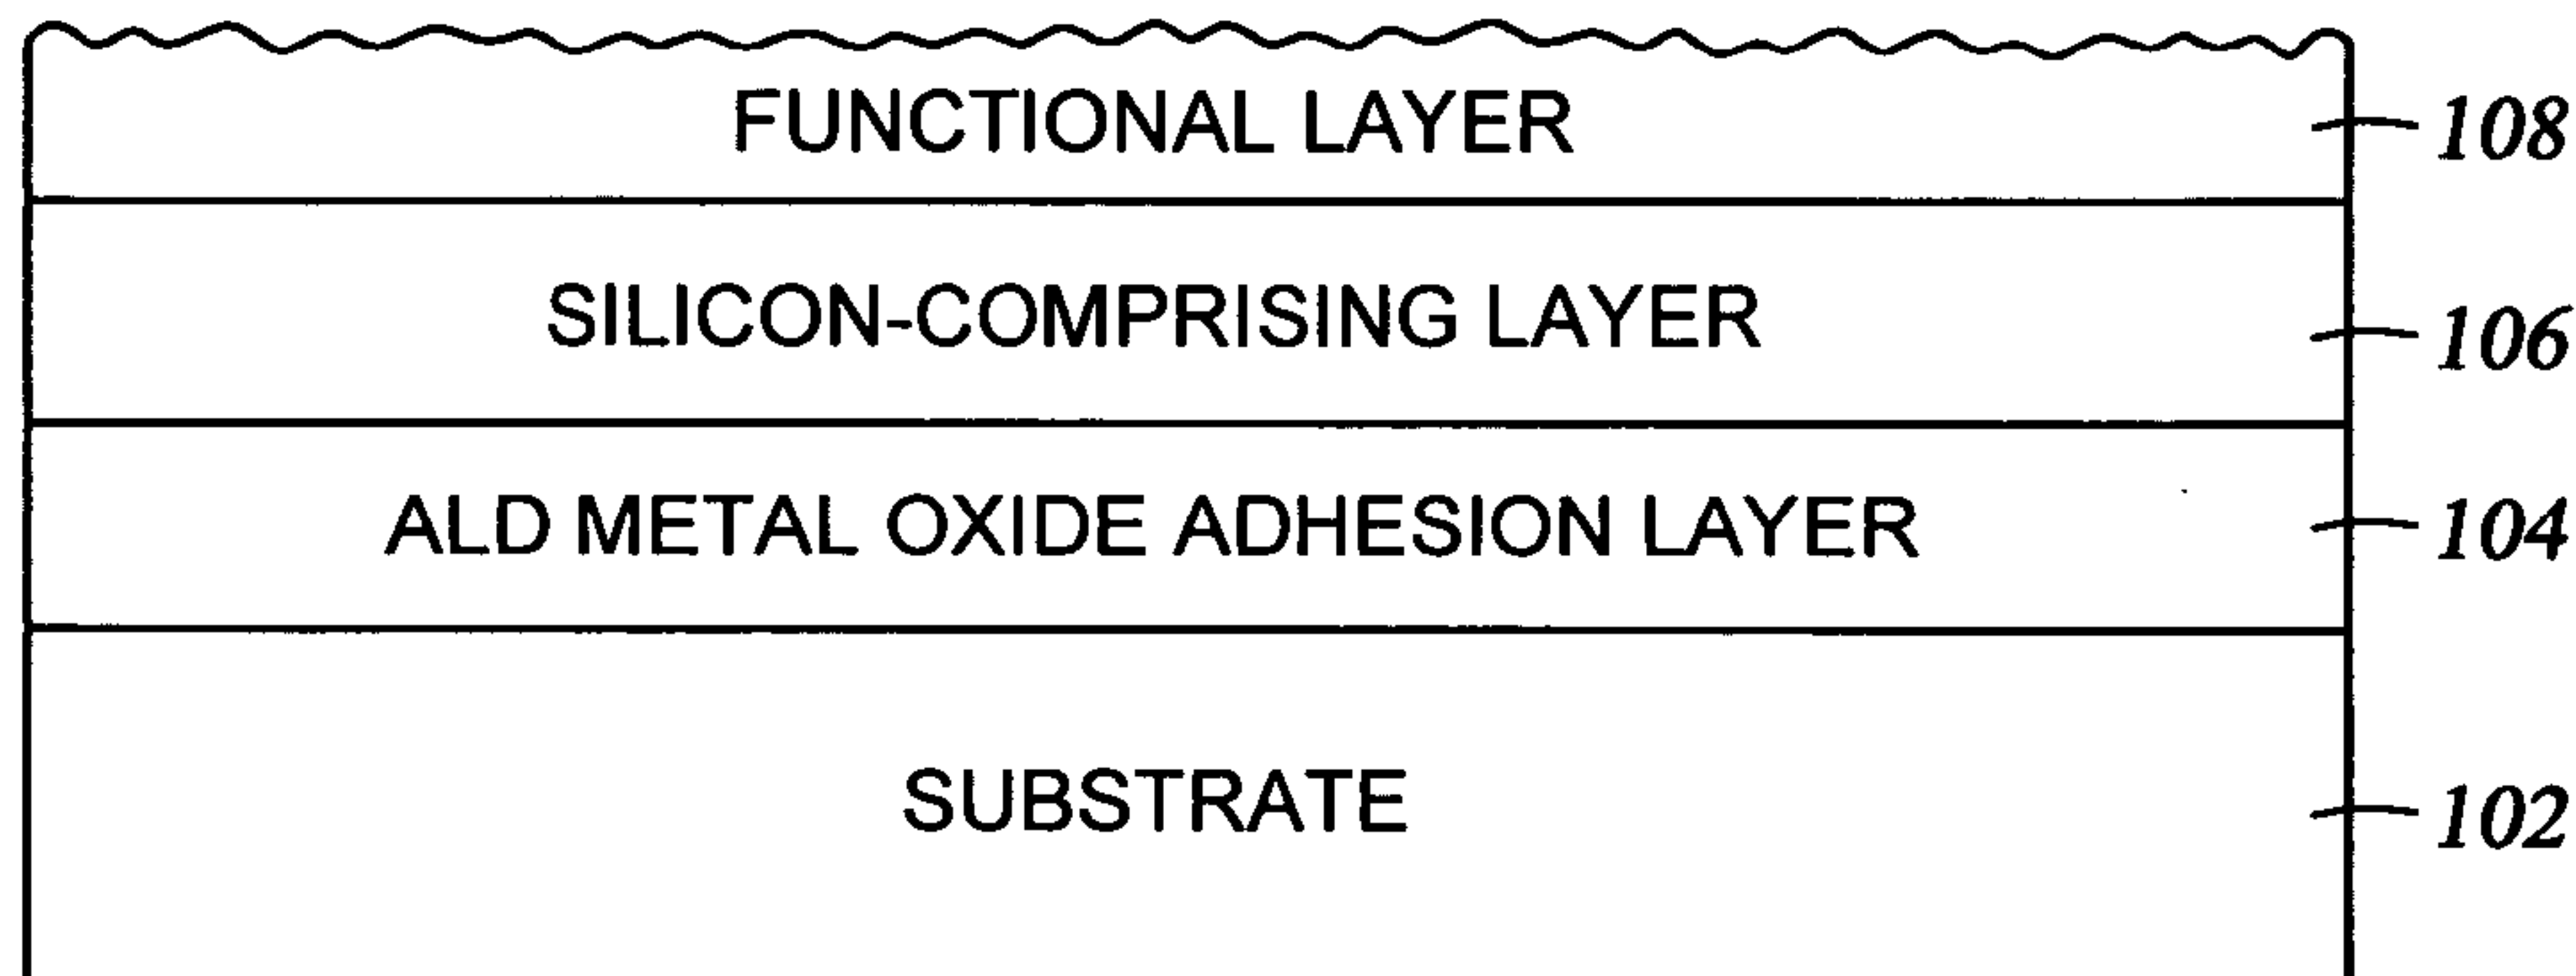 FUNCTIONAL LAYER 108
SILICON-COMPRISING LAYER 106
ALD METAL OXIDE ADHESION LAYER 104
SUBSTRATE 102